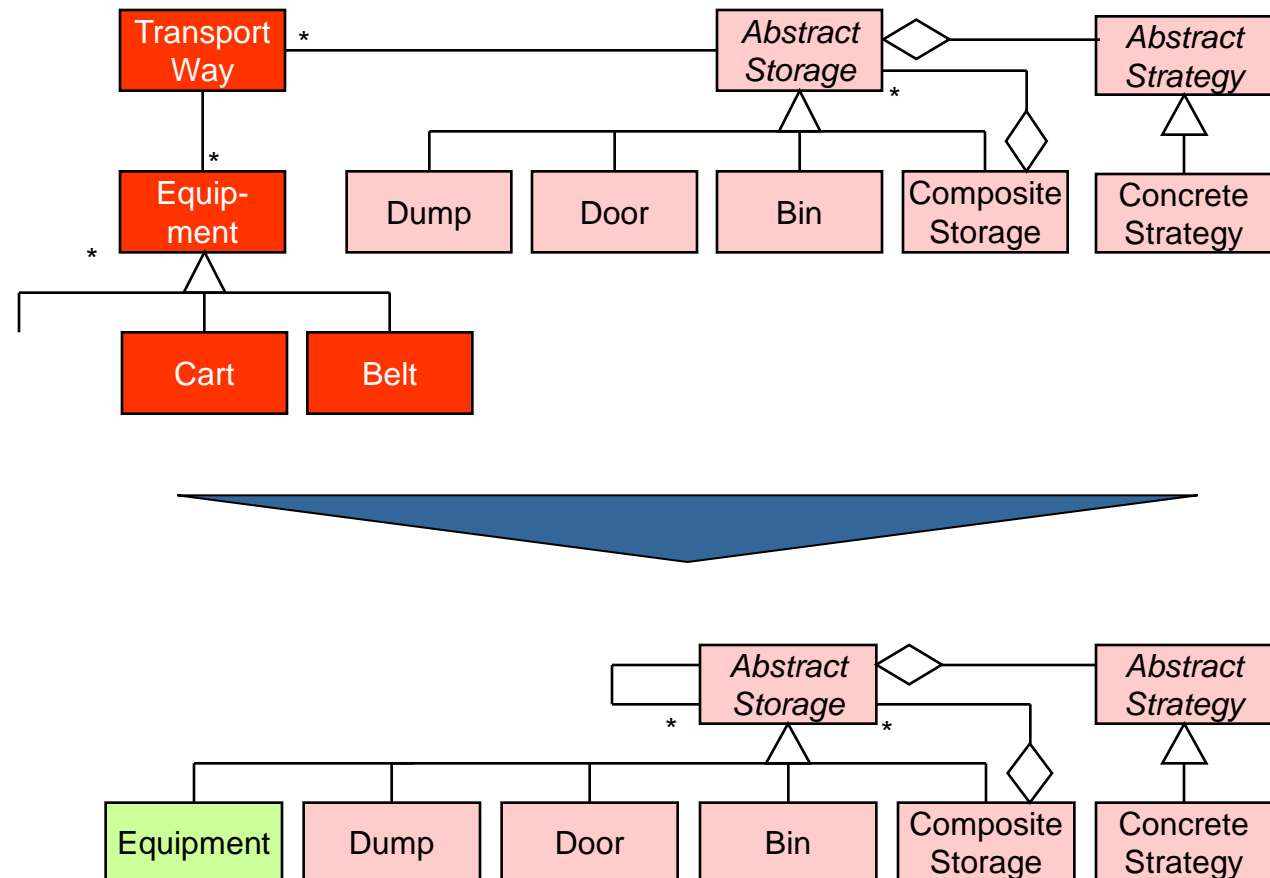 Transport
Way
*
Abstract
Storage
*
Abstract
Strategy
*
Equip-
ment
*
Dump
Door
Bin
Composite
Storage
Concrete
Strategy
Cart
Belt
Abstract
Storage
*
*
Abstract
Strategy
Equipment
Dump
Door
Bin
Composite
Storage
Concrete
Strategy